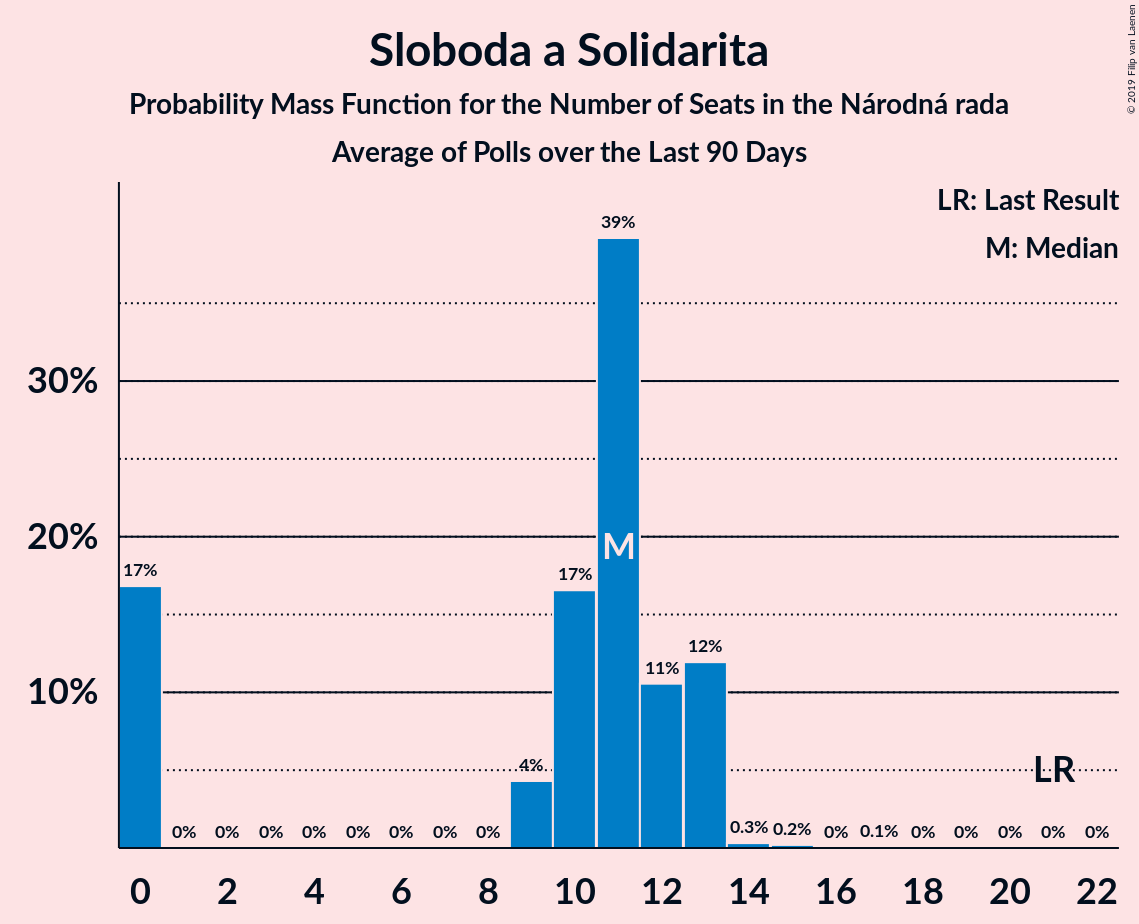 Sloboda a Solidarita
Probability Mass Function for the Number of Seats in the Národná rada
Average of Polls over the Last 90 Days
© 2019 Filip van Laenen
LR: Last Result
M: Median
39%
30%
20%
M
17%
17%
12%
11%
10%
4%
LR
0%
0%
0%
0%
0%
0%
0%
0%
0.3%
0.2%
0%
0.1%
0%
0%
0%
0%
0%
0 2 4 6 8 10 12 14 16 18 20 22